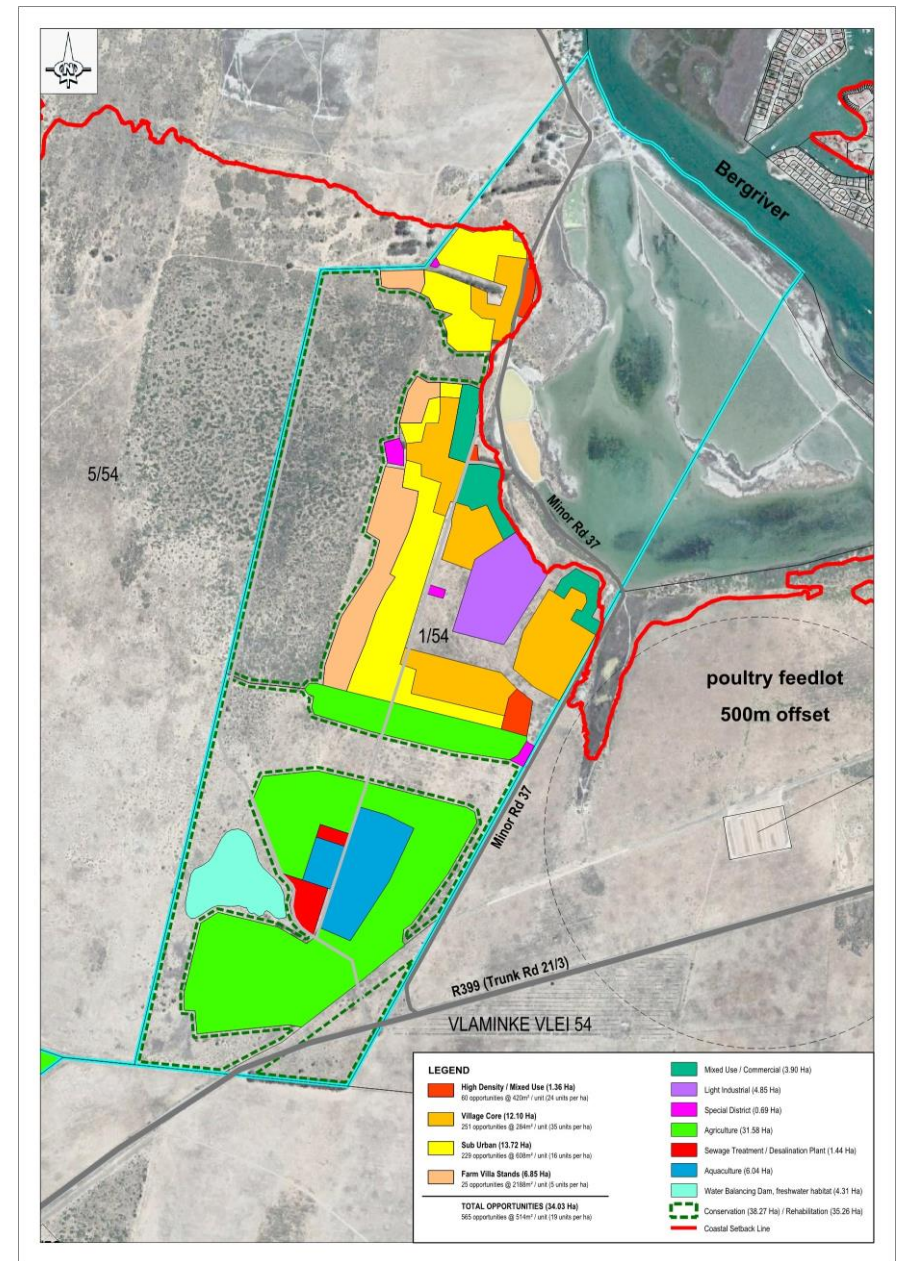 N
Bergriver
5/54
Minor Rd 37
1/54
poultry feedlot
500m offset
Minor Rd 37
R399 (Trunk Rd 21/3)
VLAMINKE VLEI 54
LEGEND
High Density / Mixed Use (1.36 Ha)
60 opportunities @ 420m² / unit (24 units per ha)
Village Core (12.10 Ha)
251 opportunities @ 284m² / unit (35 units per ha)
Sub Urban (13.72 Ha)
229 opportunities @ 608m² / unit (16 units per ha)
Farm Villa Stands (6.85 Ha)
25 opportunities @ 2188m² / unit (5 units per ha)
TOTAL OPPORTUNITIES (34.03 Ha)
565 opportunities @ 514m² / unit (19 units per ha)
Mixed Use / Commercial (3.90 Ha)
Light Industrial (4.85 Ha)
Special District (0.69 Ha)
Agriculture (31.58 Ha)
Sewage Treatment / Desalination Plant (1.44 Ha)
Aquaculture (6.04 Ha)
Water Balancing Dam, freshwater habitat (4.31 Ha)
Conservation (38.27 Ha) / Rehabilitation (35.26 Ha)
Coastal Setback Line